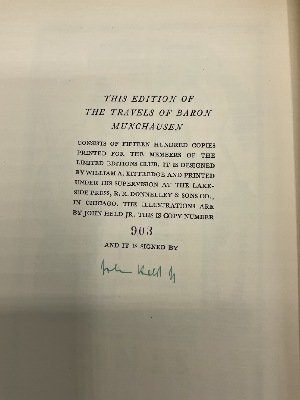 THIS EDITION OF
THE TRAVELS OF BARON
MUNCHAUSEN
CONSISTS OF FIFTEEN HUNDRED COPIES
PRINTED FOR THE MEMBERS OF THE
LIMITED EDITIONS CLUB. IT IS DESIGNED
BY WILLIAM A. KITTREDGE AND PRINTED
UNDER HIS SUPERVISION AT THE LAKE-
SIDE PRESS, R. R. DONNELLEY & SONS CO.,
IN CHICAGO. THE ILLUSTRATIONS ARE
BY JOHN HELD JR. THIS IS COPY NUMBER
903
AND IT IS SIGNED BY
John Held Jr